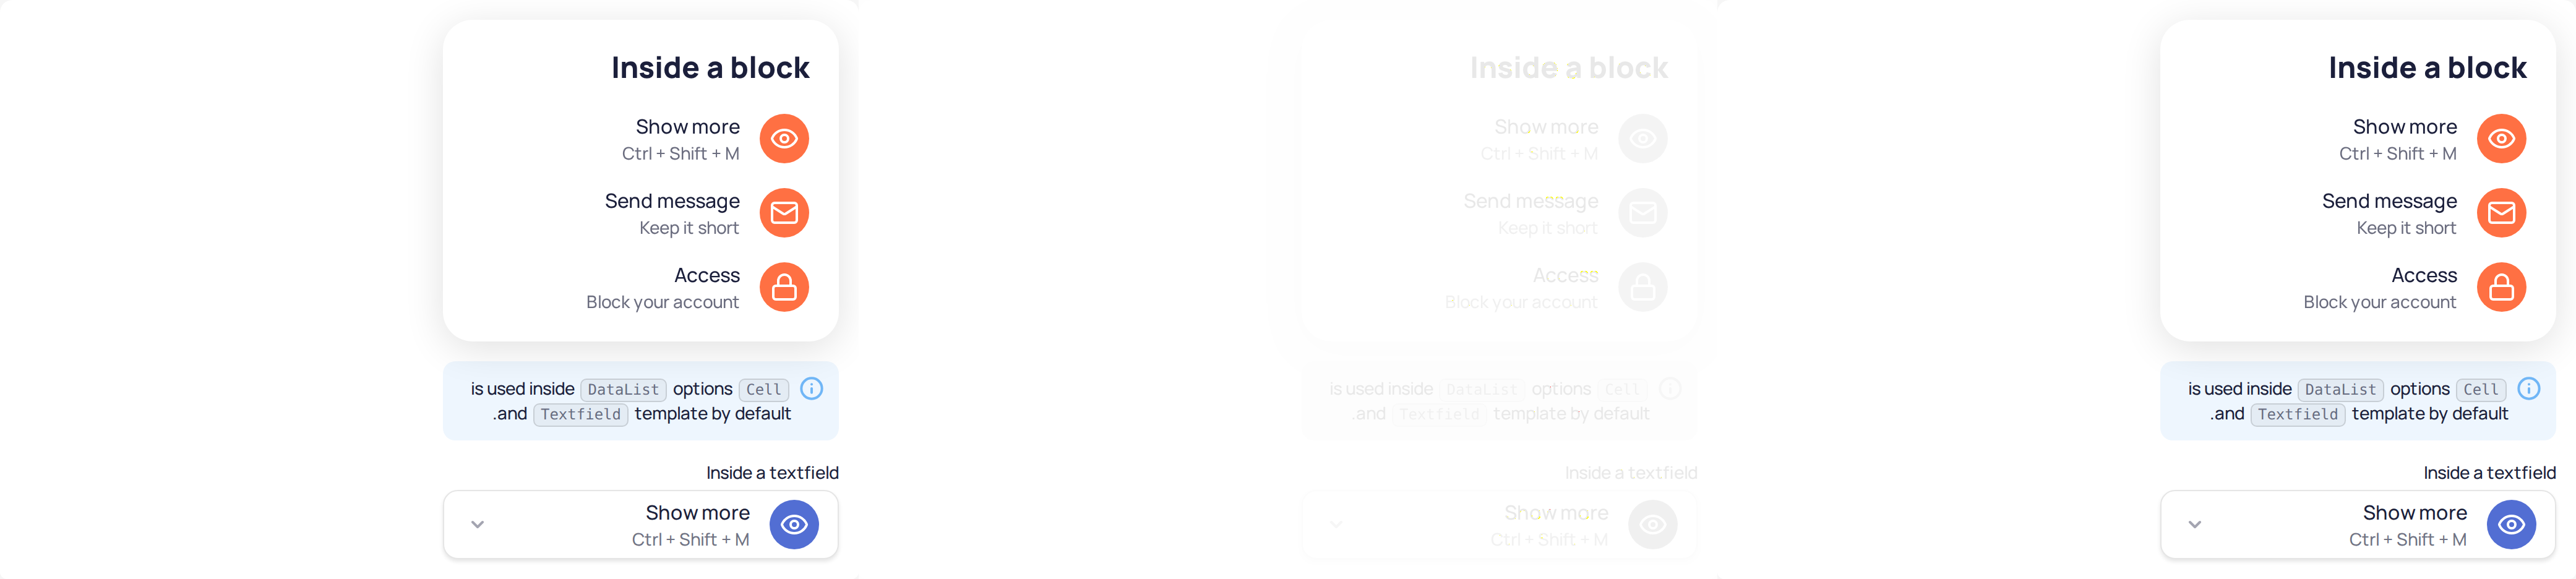 Inside a block
Show more
Ctrl + Shift + M
Send message
Keep it short
Access
Block your account
is used inside DataList options Cell
.and Textfield template by default
Inside a textfield
Show more
Ctrl + Shift + M
Inside a block
Show more
Ctrl + Shift + M
Send message
Keep it short
Access
Block your account
is used inside DataList options Cell
.and Textfield template by default
Inside a textfield
Show more
Ctrl + Shift + M
Inside a block
Show more
Ctrl + Shift + M
Send message
Keep it short
Access
Block your account
is used inside DataList options Cell
.and Textfield template by default
Inside a textfield
Show more
Ctrl + Shift + M